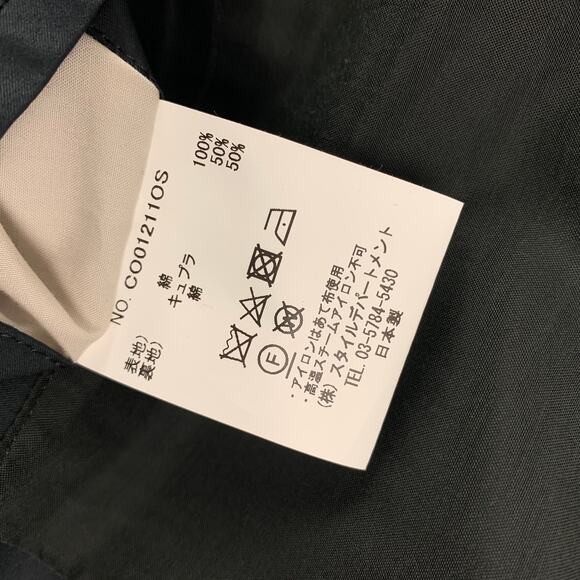 NO. CO01211OS
表地) 綿 100%
裏地) キュプラ 50%
綿 50%
F W
・アイロンはあて布使用
・高温スチームアイロン不可
(株) スタイルデパートメント
TEL. 03-5784-5430
日本製